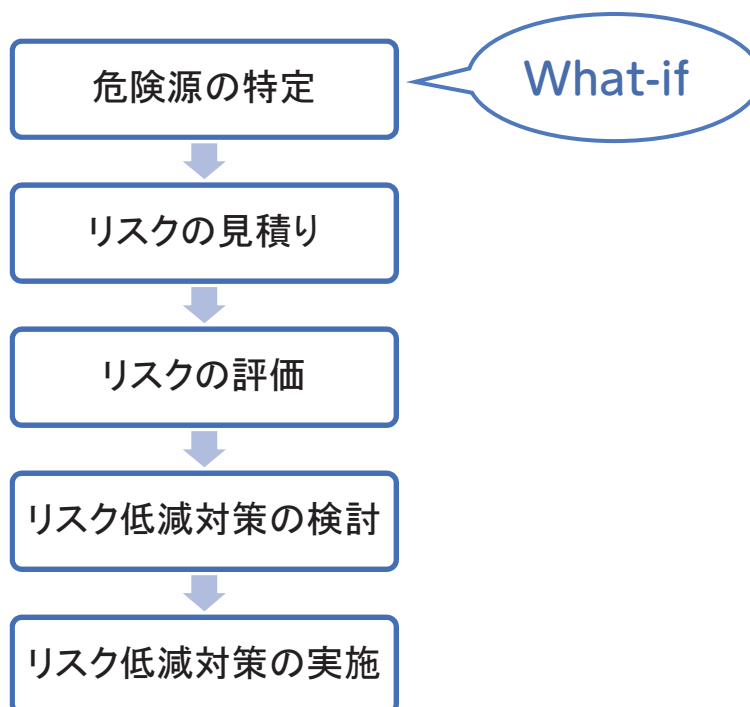 危険源の特定
What-if
リスクの見積り
リスクの評価
リスク低減対策の検討
リスク低減対策の実施